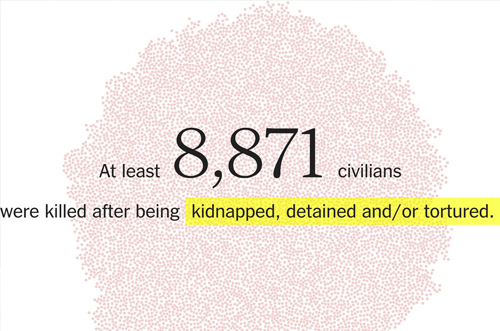 At least 8,871 civilians
were killed after being kidnapped, detained and/or tortured.